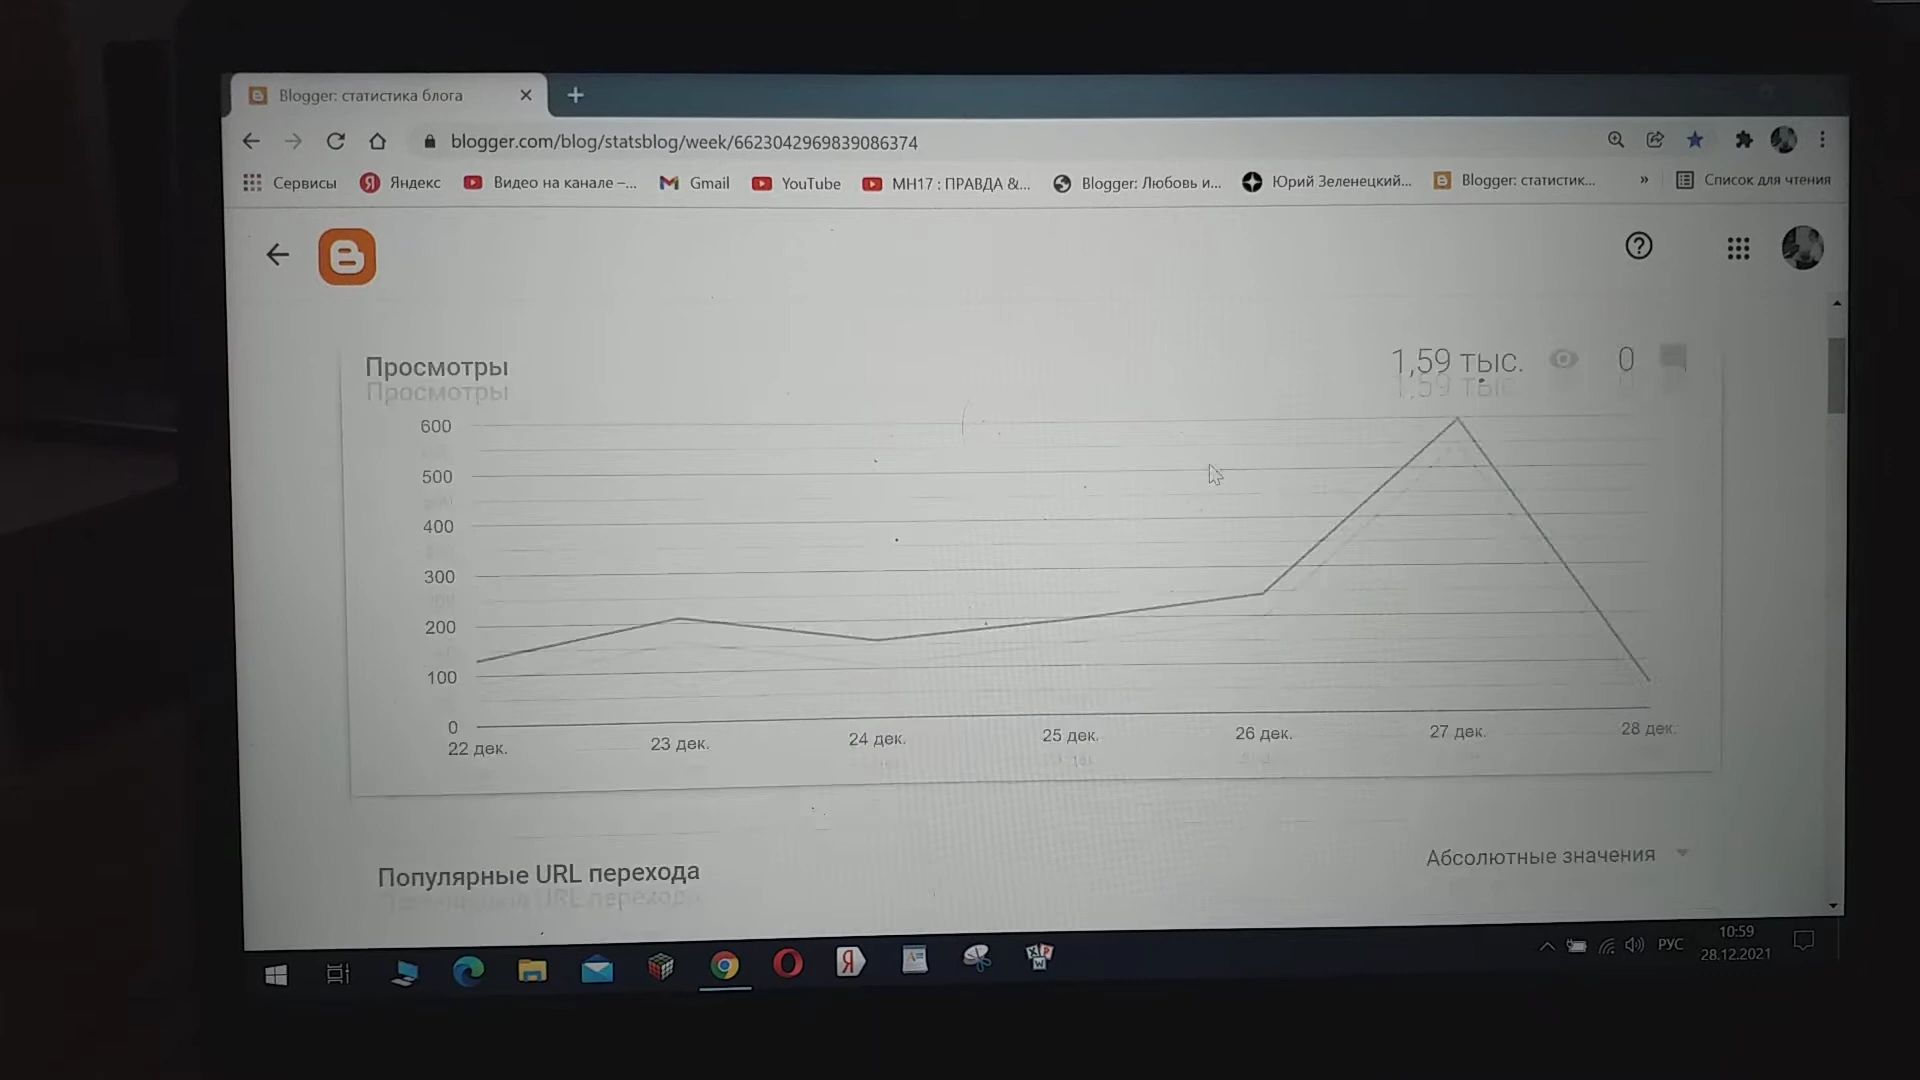 Blogger: статистика блога
blogger.com/blog/statsblog/week/6623042969839086374
Сервисы Яндекс Видео на канале –... Gmail YouTube МН17 : ПРАВДА &... Blogger: Любовь и... Юрий Зеленецкий... Blogger: статистик... » Список для чтения
Просмотры 1,59 тыс. 0
600
500
400
300
200
100
0
22 дек. 23 дек. 24 дек. 25 дек. 26 дек. 27 дек. 28 дек.
Популярные URL перехода Абсолютные значения
РУС 10:59
28.12.2021